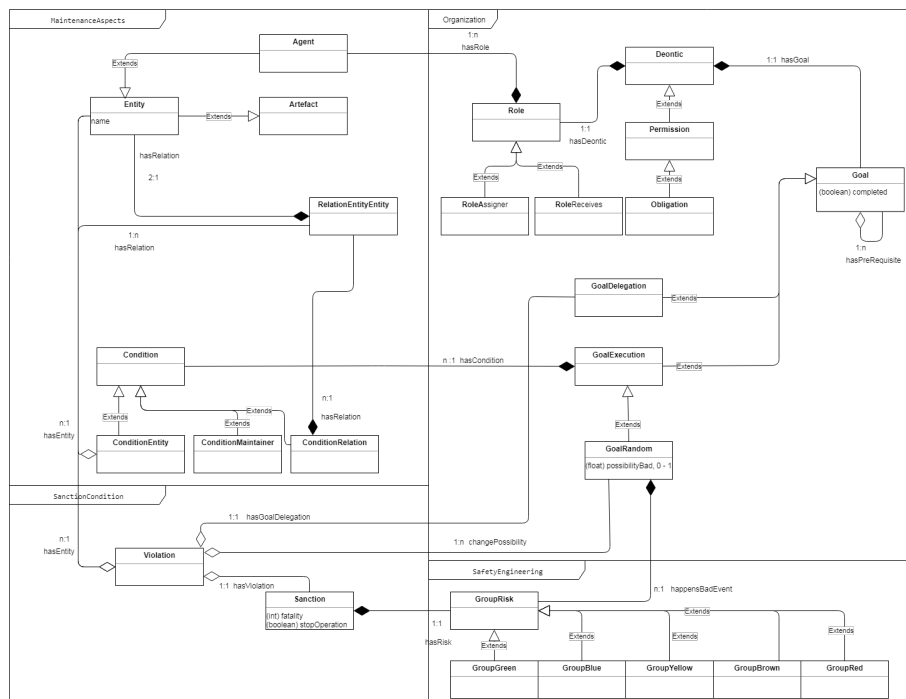 MaintenanceAspects
Organization
Agent
1:n
hasRole
Deontic
1:1 hasGoal
Extends
Entity
name
Extends
Artefact
Role
1:1
hasDeontic
Extends
Permission
hasRelation
2:1
Extends
Extends
Extends
Goal
(boolean) completed
RelationEntityEntity
RoleAssigner
RoleReceives
Obligation
1:n
hasRelation
1:n
hasPreRequisite
GoalDelegation
Extends
Condition
n :1 hasCondition
GoalExecution
Extends
n:1
hasRelation
Extends
Extends
Extends
Extends
n:1
hasEntity
ConditionEntity
ConditionMaintainer
ConditionRelation
GoalRandom
(float) possibilityBad, 0 - 1
SanctionCondition
1:1 hasGoalDelegation
n:1
hasEntity
1:n changePossibility
Violation
SafetyEngineering
1:1 hasViolation
n:1 happensBadEvent
Sanction
(int) fatality
(boolean) stopOperation
GroupRisk
1:1
hasRisk
Extends
Extends
Extends
Extends
Extends
GroupGreen
GroupBlue
GroupYellow
GroupBrown
GroupRed